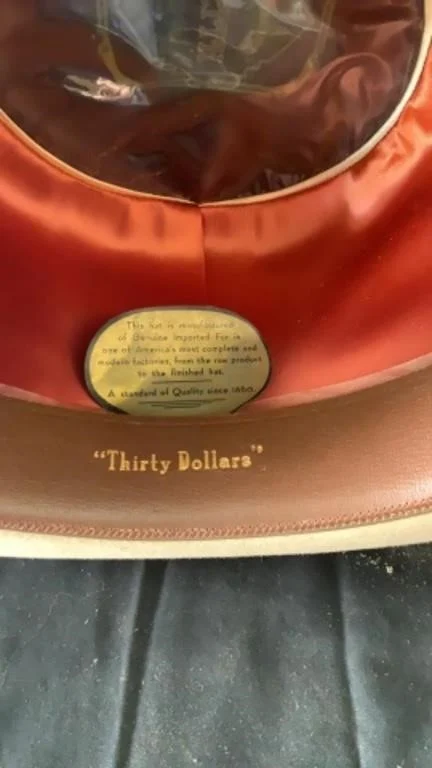 This hat is manufactured
of Genuine Imported Fur in
one of America's most complete and
modern factories, from the raw product
to the finished hat.
A standard of Quality since 1860.
"Thirty Dollars"